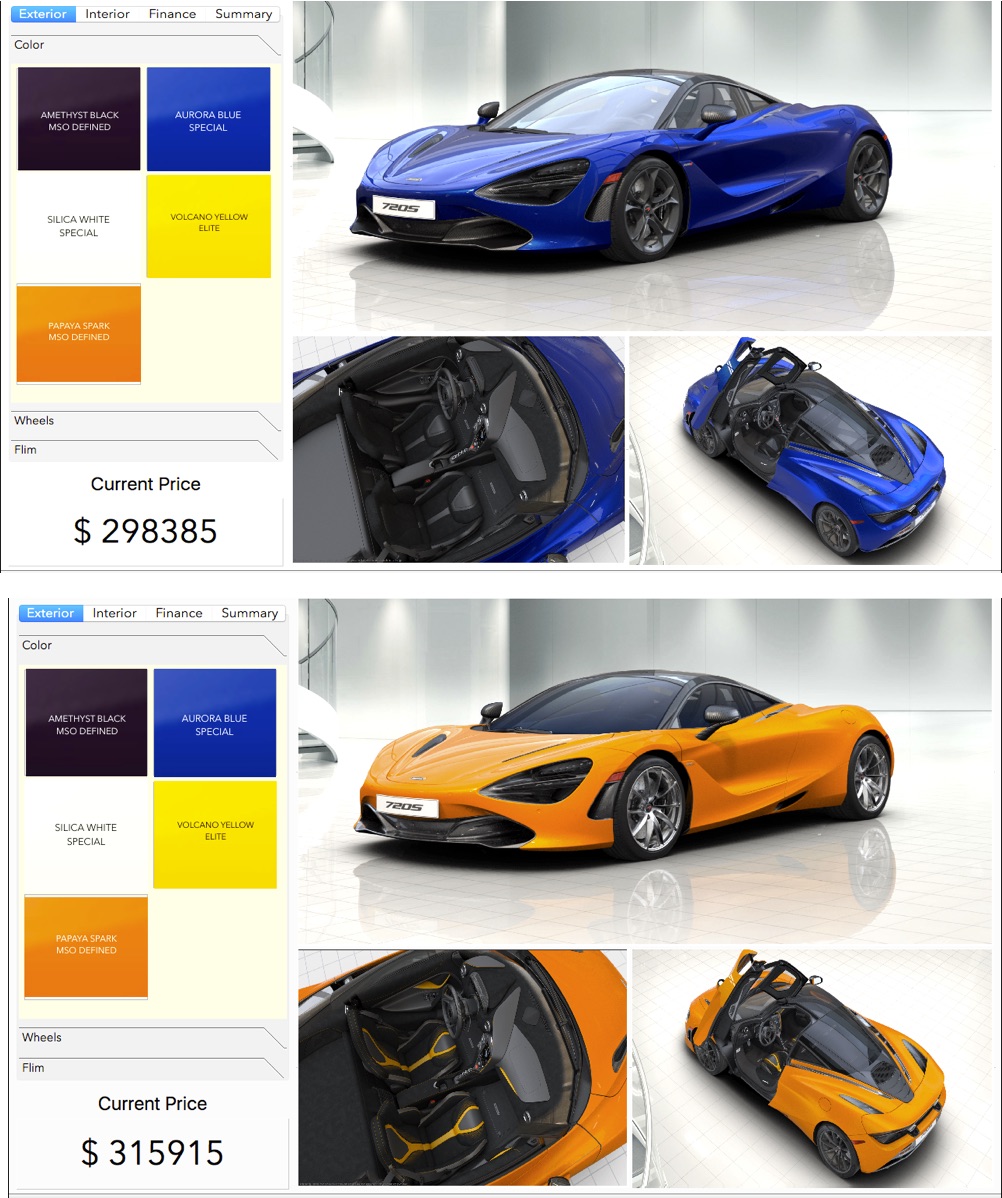 Exterior Interior Finance Summary
Color
AMETHYST BLACK
MSO DEFINED
AURORA BLUE
SPECIAL
SILICA WHITE
SPECIAL
VOLCANO YELLOW
ELITE
PAPAYA SPARK
MSO DEFINED
Wheels
Flim
Current Price
$ 298385
720S
Exterior Interior Finance Summary
Color
AMETHYST BLACK
MSO DEFINED
AURORA BLUE
SPECIAL
SILICA WHITE
SPECIAL
VOLCANO YELLOW
ELITE
PAPAYA SPARK
MSO DEFINED
Wheels
Flim
Current Price
$ 315915
720S